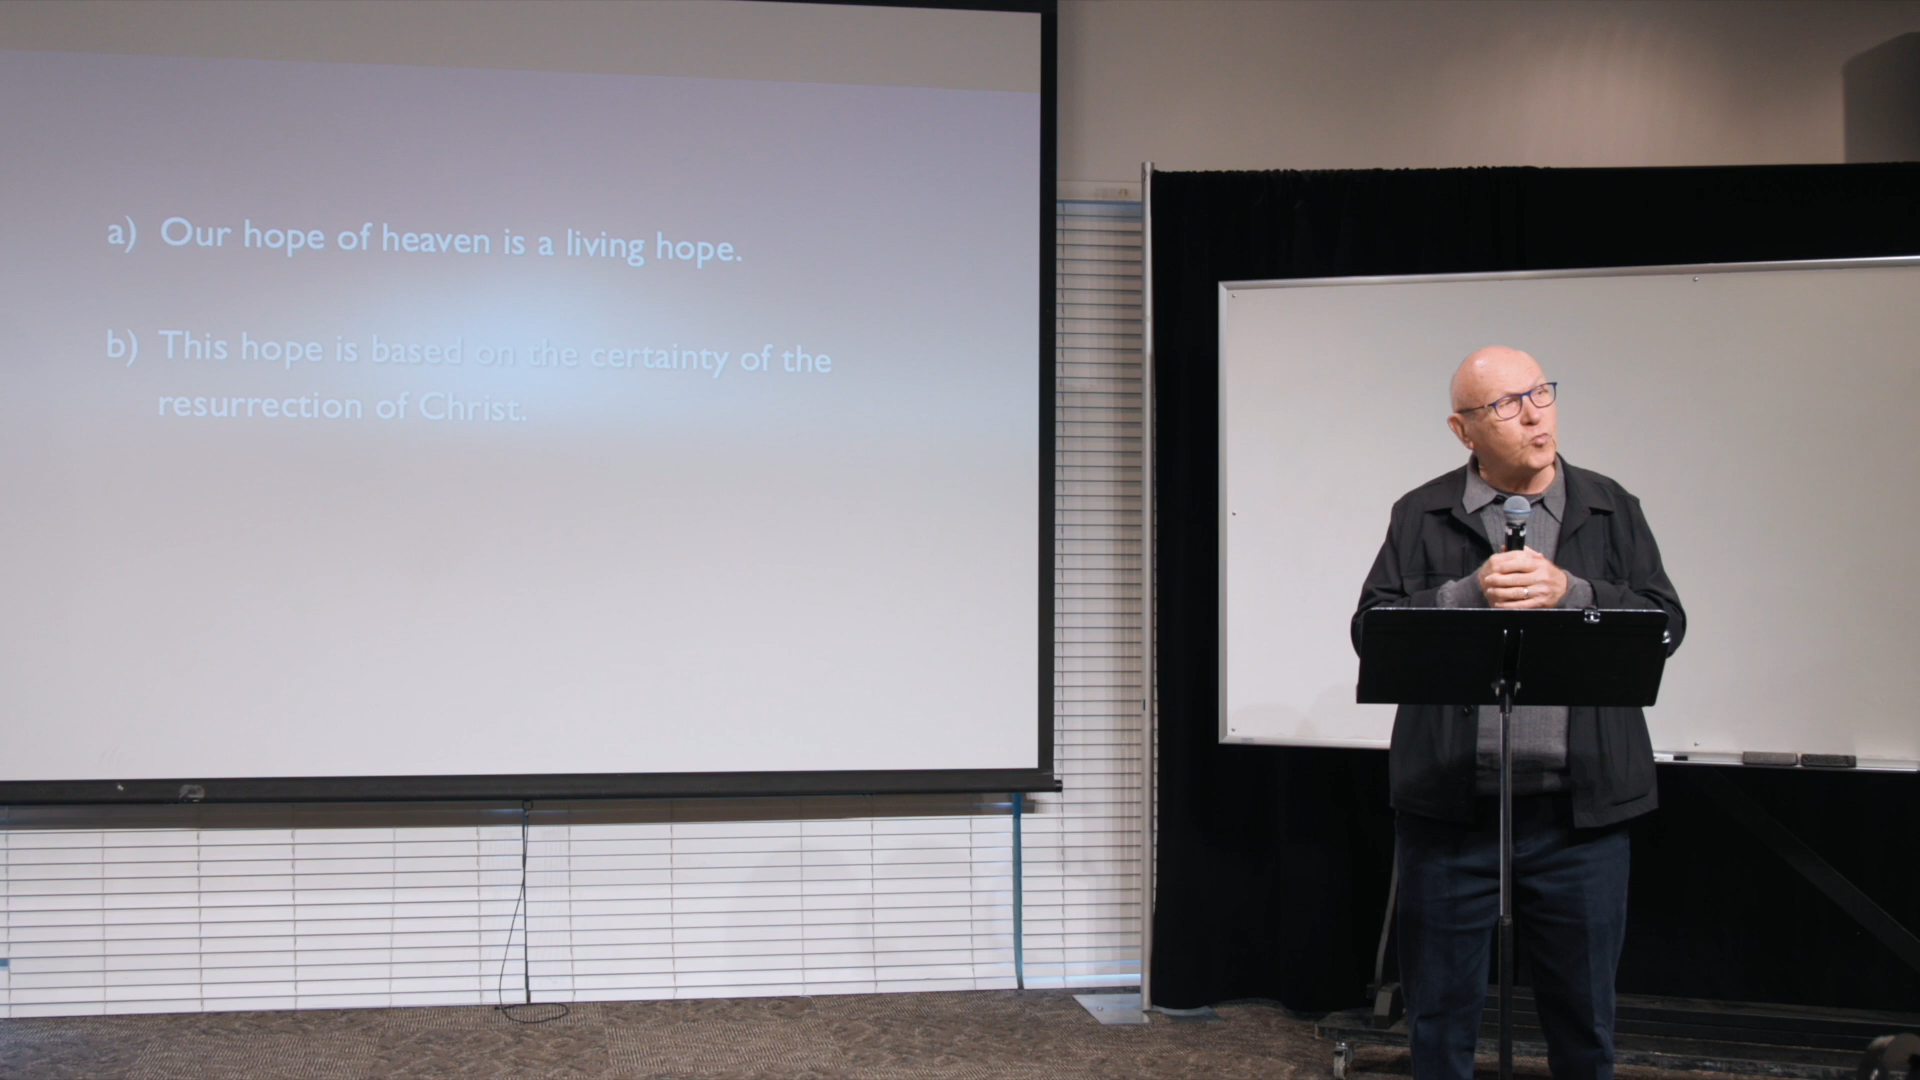 a) Our hope of heaven is a living hope.
b) This hope is based on the certainty of the
resurrection of Christ.